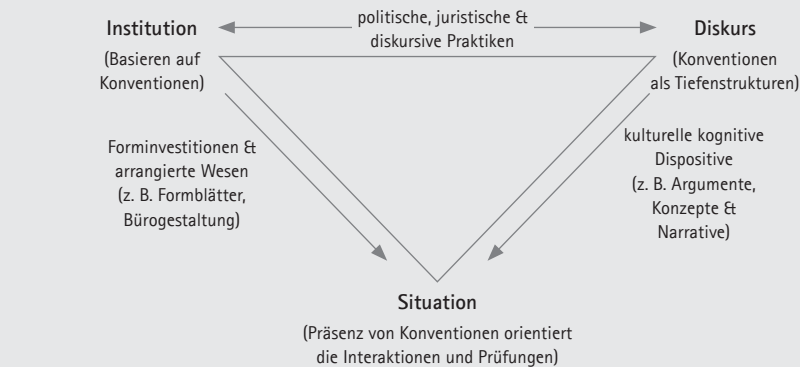 Institution
(Basieren auf
Konventionen)
politische, juristische &
diskursive Praktiken
Diskurs
(Konventionen
als Tiefenstrukturen)
Forminvestitionen &
arrangierte Wesen
(z. B. Formblätter,
Bürogestaltung)
kulturelle kognitive
Dispositive
(z. B. Argumente,
Konzepte &
Narrative)
Situation
(Präsenz von Konventionen orientiert
die Interaktionen und Prüfungen)